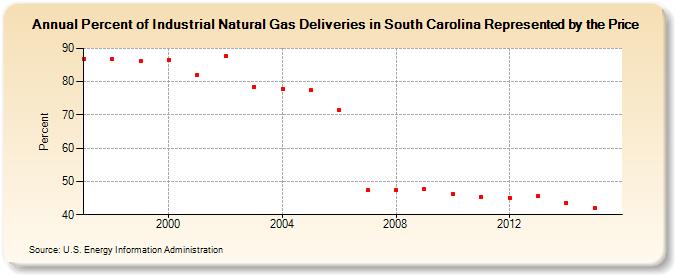 Annual Percent of Industrial Natural Gas Deliveries in South Carolina Represented by the Price
90
80
70
60
50
40
Percent
2000 2004 2008 2012
Source: U.S. Energy Information Administration